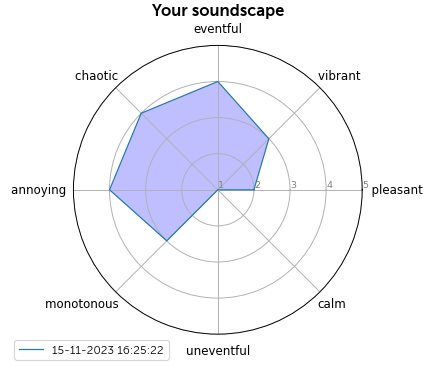 Your soundscape
eventful
chaotic
vibrant
annoying
1 2 3 4 5
pleasant
monotonous
calm
uneventful
15-11-2023 16:25:22